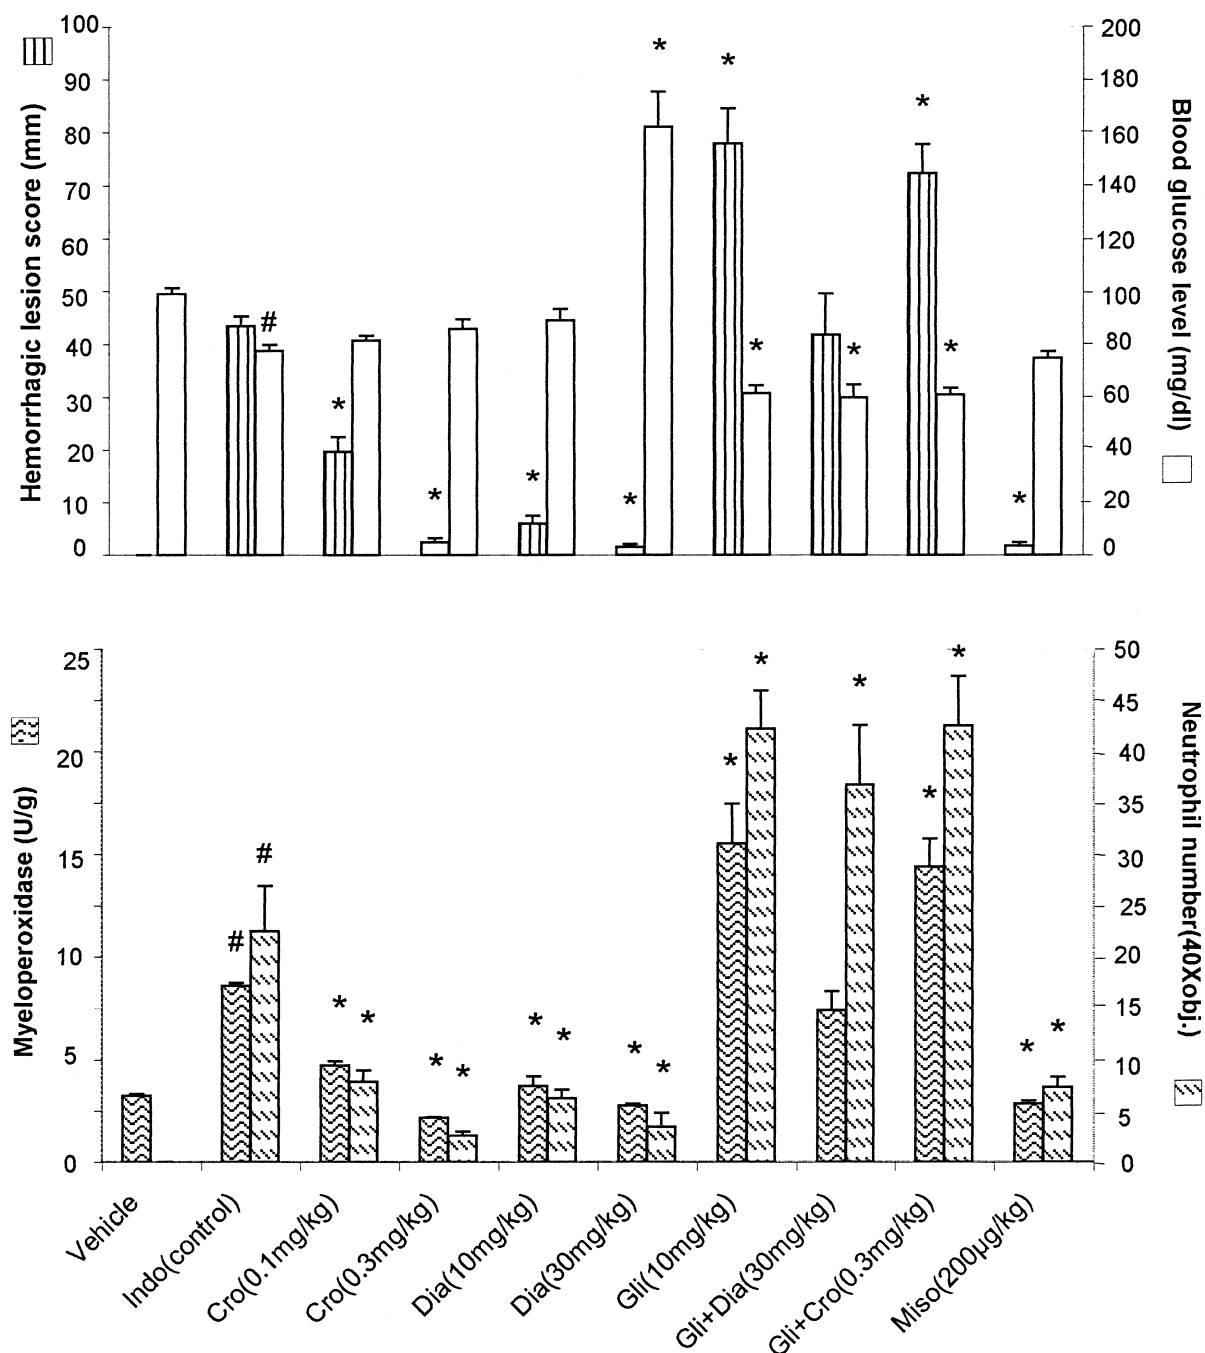 Hemorrhagic lesion score (mm)
100
90
80
70
60
50
40
30
20
10
0
* * *
# * * * * * * * * *
200
180
160
140
120
100
80
60
40
20
0
Blood glucose level (mg/dl)
Myeloperoxidase (U/g)
25
20
15
10
5
0
# # * * * * * * * * * * * * * * *
50
45
40
35
30
25
20
15
10
5
0
Neutrophil number(40Xobj.)
Vehicle
Indo(control)
Cro(0.1mg/kg)
Cro(0.3mg/kg)
Dia(10mg/kg)
Dia(30mg/kg)
Gli(10mg/kg)
Gli+Dia(30mg/kg)
Gli+Cro(0.3mg/kg)
Miso(200µg/kg)